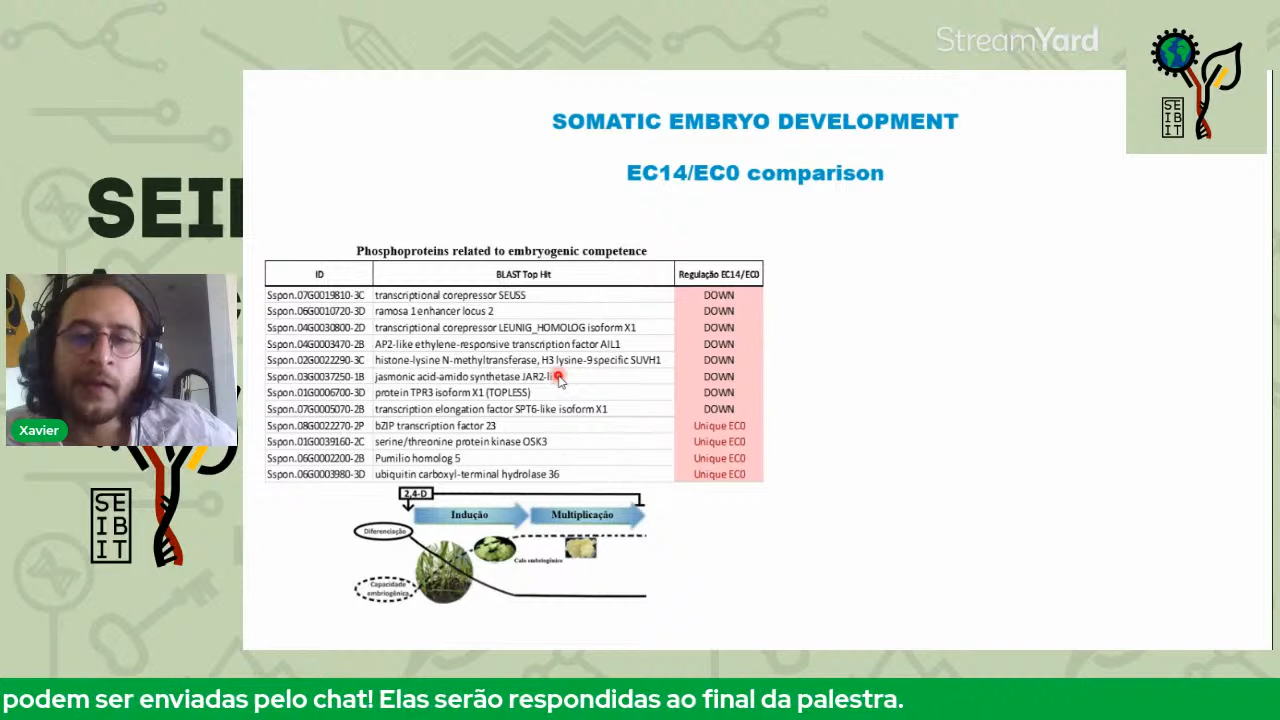 StreamYard
SEI
SE
IB
IT
SOMATIC EMBRYO DEVELOPMENT
EC14/EC0 comparison
Phosphoproteins related to embryogenic competence
ID BLAST Top Hit Regulação EC14/EC0
Sspon.07G0019810-3C transcriptional corepressor SEUSS DOWN
Sspon.06G0010720-3D ramosa 1 enhancer locus 2 DOWN
Sspon.04G0030800-2D transcriptional corepressor LEUNIG_HOMOLOG isoform X1 DOWN
Sspon.04G0003470-2B AP2-like ethylene-responsive transcription factor AIL1 DOWN
Sspon.02G0022290-3C histone-lysine N-methyltransferase, H3 lysine-9 specific SUVH1 DOWN
Sspon.03G0037250-1B jasmonic acid-amido synthetase DOWN
Sspon.01G0006700-3D protein TPR3 isoform X1 (TOPLESS) DOWN
Sspon.07G0005070-2B transcription elongation factor SPT6-like isoform X1 DOWN
Sspon.08G0022270-2P bZIP transcription factor 23 Unique EC0
Sspon.01G0039160-2C serine/threonine protein kinase OSK3 Unique EC0
Sspon.06G0002200-2B Pumilio homolog 5 Unique EC0
Sspon.06G0003980-3D ubiquitin carboxyl-terminal hydrolase 36 Unique EC0
2,4-D
Indução Multiplicação
Diferenciação
Calo embriogênico
Capacidade
embriogênica
Xavier
SE
IB
IT
podem ser enviadas pelo chat! Elas serão respondidas ao final da palestra.